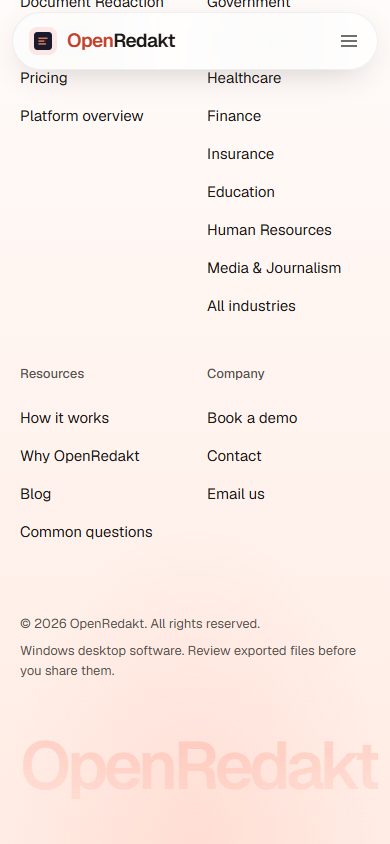 Document Redaction
Government
OpenRedakt
Pricing
Healthcare
Platform overview
Finance
Insurance
Education
Human Resources
Media & Journalism
All industries
Resources
Company
How it works
Book a demo
Why OpenRedakt
Contact
Blog
Email us
Common questions
© 2026 OpenRedakt. All rights reserved.
Windows desktop software. Review exported files before
you share them.
OpenRedakt